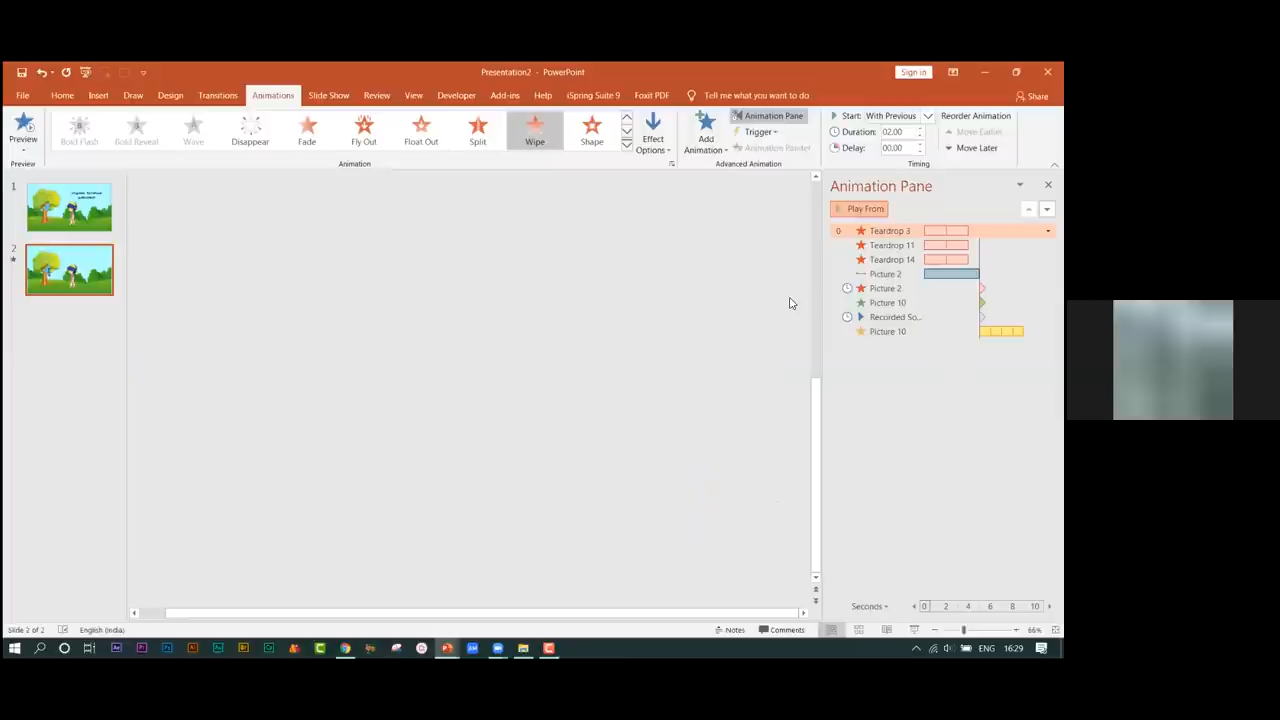 Presentation2 - PowerPoint
Sign in
File Home Insert Draw Design Transitions Animations Slide Show Review View Developer Add-ins Help iSpring Suite 9 Foxit PDF Tell me what you want to do Share
Preview
Bold Flash Bold Reveal Wave Disappear Fade Fly Out Float Out Split Wipe Shape
Effect Options
Add Animation
Animation Pane
Trigger
Animation Painter
Start: With Previous
Duration: 02.00
Delay: 00.00
Reorder Animation
Move Earlier
Move Later
Preview Animation Advanced Animation Timing
Animation Pane
Play From
0 Teardrop 3
Teardrop 11
Teardrop 14
Picture 2
Picture 2
Picture 10
Recorded So...
Picture 10
1
2
Seconds 0 2 4 6 8 10
Slide 2 of 2 English (India) Notes Comments 66%
ENG 16:29